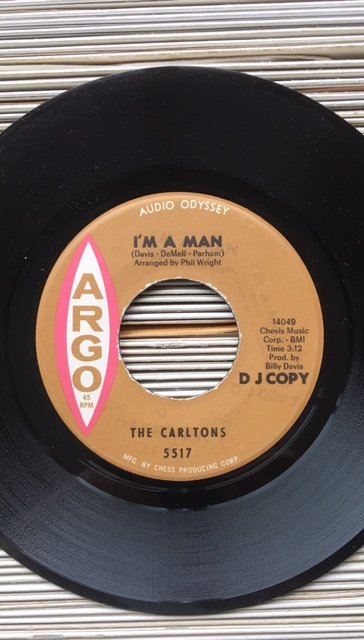 AUDIO ODYSSEY
I'M A MAN
(Davis - DeMell - Parham)
Arranged by Phil Wright
ARGO
45
RPM
14049
Chevis Music
Corp. - BMI
Time 3:12
Prod. by
Billy Davis
D J COPY
THE CARLTONS
5517
MFG. BY CHESS PRODUCING CORP.